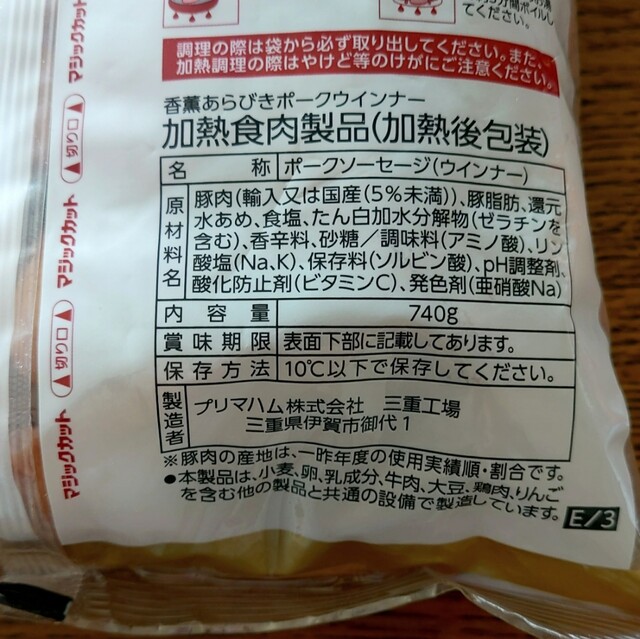 分間ボイルし
てください。
調理の際は袋から必ず取り出してください。また、
加熱調理の際はやけど等のけがにご注意ください。
香薫あらびきポークウインナー
加熱食肉製品(加熱後包装)
名称 ポークソーセージ(ウインナー)
原材料名 豚肉(輸入又は国産(5%未満))、豚脂肪、還元
水あめ、食塩、たん白加水分解物(ゼラチンを
含む)、香辛料、砂糖/調味料(アミノ酸)、リン
酸塩(Na、K)、保存料(ソルビン酸)、pH調整剤、
酸化防止剤(ビタミンC)、発色剤(亜硝酸Na)
内容量 740g
賞味期限 表面下部に記載してあります。
保存方法 10℃以下で保存してください。
製造者 プリマハム株式会社 三重工場
三重県伊賀市御代1
※豚肉の産地は、一昨年度の使用実績順・割合です。
●本製品は、小麦、卵、乳成分、牛肉、大豆、鶏肉、りんご
を含む他の製品と共通の設備で製造しています。
E/3
マジックカット
◀切り口▶
マジックカット
◀切り口▶
マジックカット